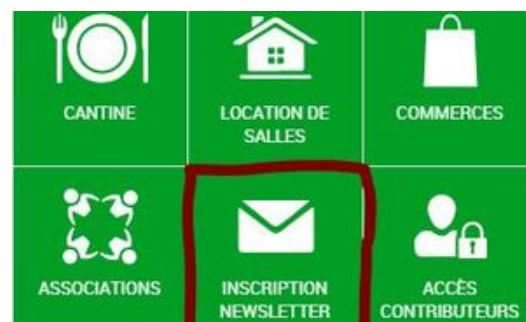 CANTINE
LOCATION DE
SALLES
COMMERCES
ASSOCIATIONS
INSCRIPTION
NEWSLETTER
ACCÈS
CONTRIBUTEURS